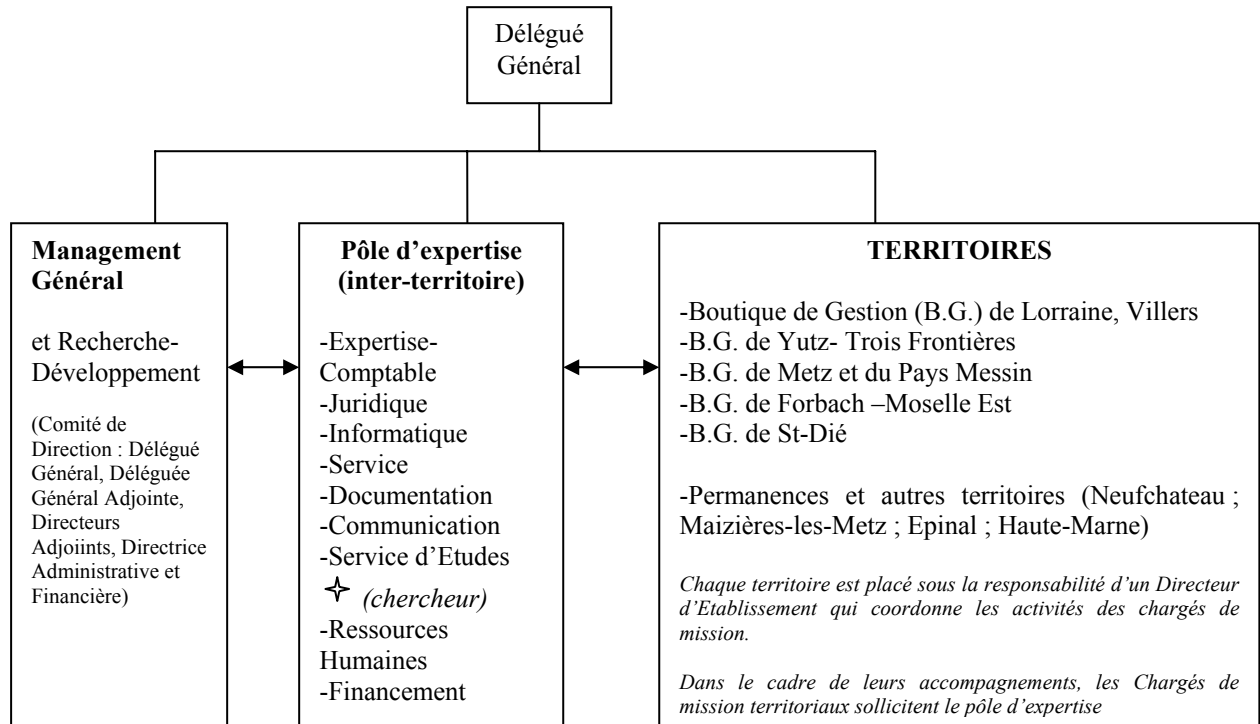 Délégué
Général
Management
Général
et Recherche-
Développement
(Comité de
Direction : Délégué
Général, Déléguée
Général Adjointe,
Directeurs
Adjoiints, Directrice
Administrative et
Financière)
Pôle d’expertise
(inter-territoire)
-Expertise-
Comptable
-Juridique
-Informatique
-Service
-Documentation
-Communication
-Service d’Etudes
(chercheur)
-Ressources
Humaines
-Financement
TERRITOIRES
-Boutique de Gestion (B.G.) de Lorraine, Villers
-B.G. de Yutz- Trois Frontières
-B.G. de Metz et du Pays Messin
-B.G. de Forbach –Moselle Est
-B.G. de St-Dié
-Permanences et autres territoires (Neufchateau ;
Maizières-les-Metz ; Epinal ; Haute-Marne)
Chaque territoire est placé sous la responsabilité d’un Directeur
d’Etablissement qui coordonne les activités des chargés de
mission.
Dans le cadre de leurs accompagnements, les Chargés de
mission territoriaux sollicitent le pôle d’expertise